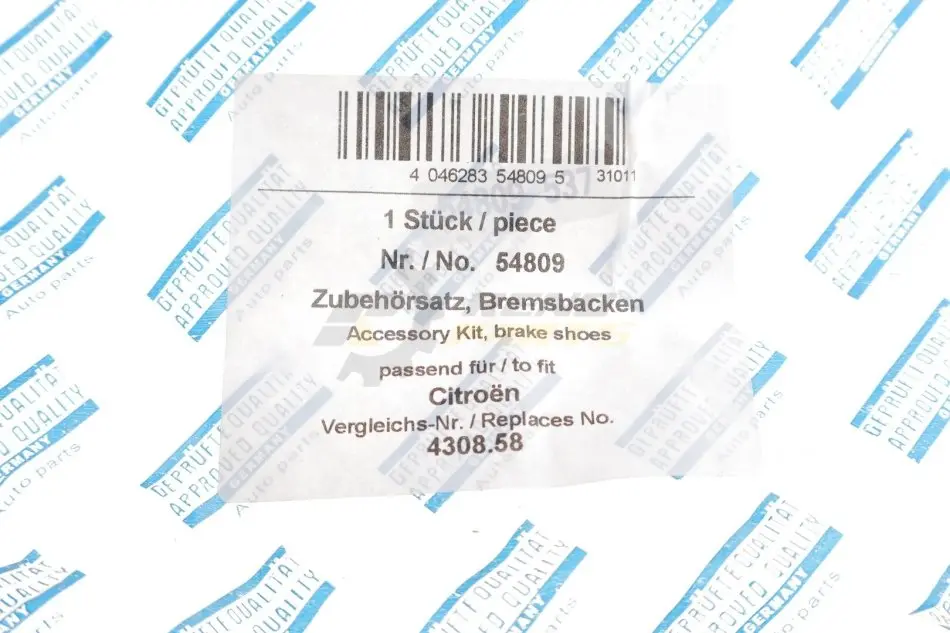 4 046283 54809 5 31011
1 Stück / piece
Nr. / No. 54809
Zubehörsatz, Bremsbacken
Accessory Kit, brake shoes
passend für / to fit
Citroën
Vergleichs-Nr. / Replaces No.
4308.58
GEPRÜFTE QUALITÄT
APPROVED QUALITY
GERMANY
Auto parts